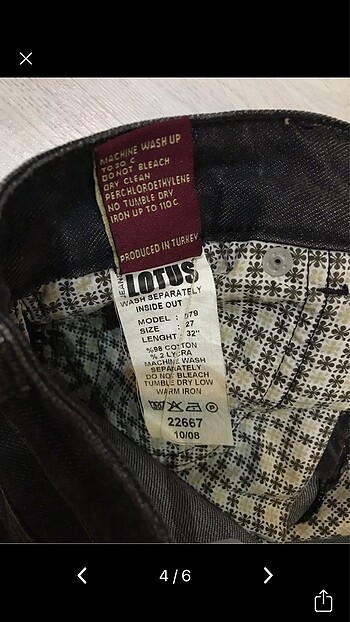 MACHINE WASH UP
TO 30 C
DO NOT BLEACH
DRY CLEAN
PERCHLOROETHYLENE
NO TUMBLE DRY
IRON UP TO 110 C
PRODUCED IN TURKEY
JEANS
LOTUS
WASH SEPARATELY
INSIDE OUT
MODEL :
SIZE : 27
LENGHT : 32"
%98 COTTON
% 2 LYCRA
MACHINE WASH
SEPARATELY
DO NOT BLEACH
TUMBLE DRY LOW
WARM IRON
P
22667
10/08
4 / 6